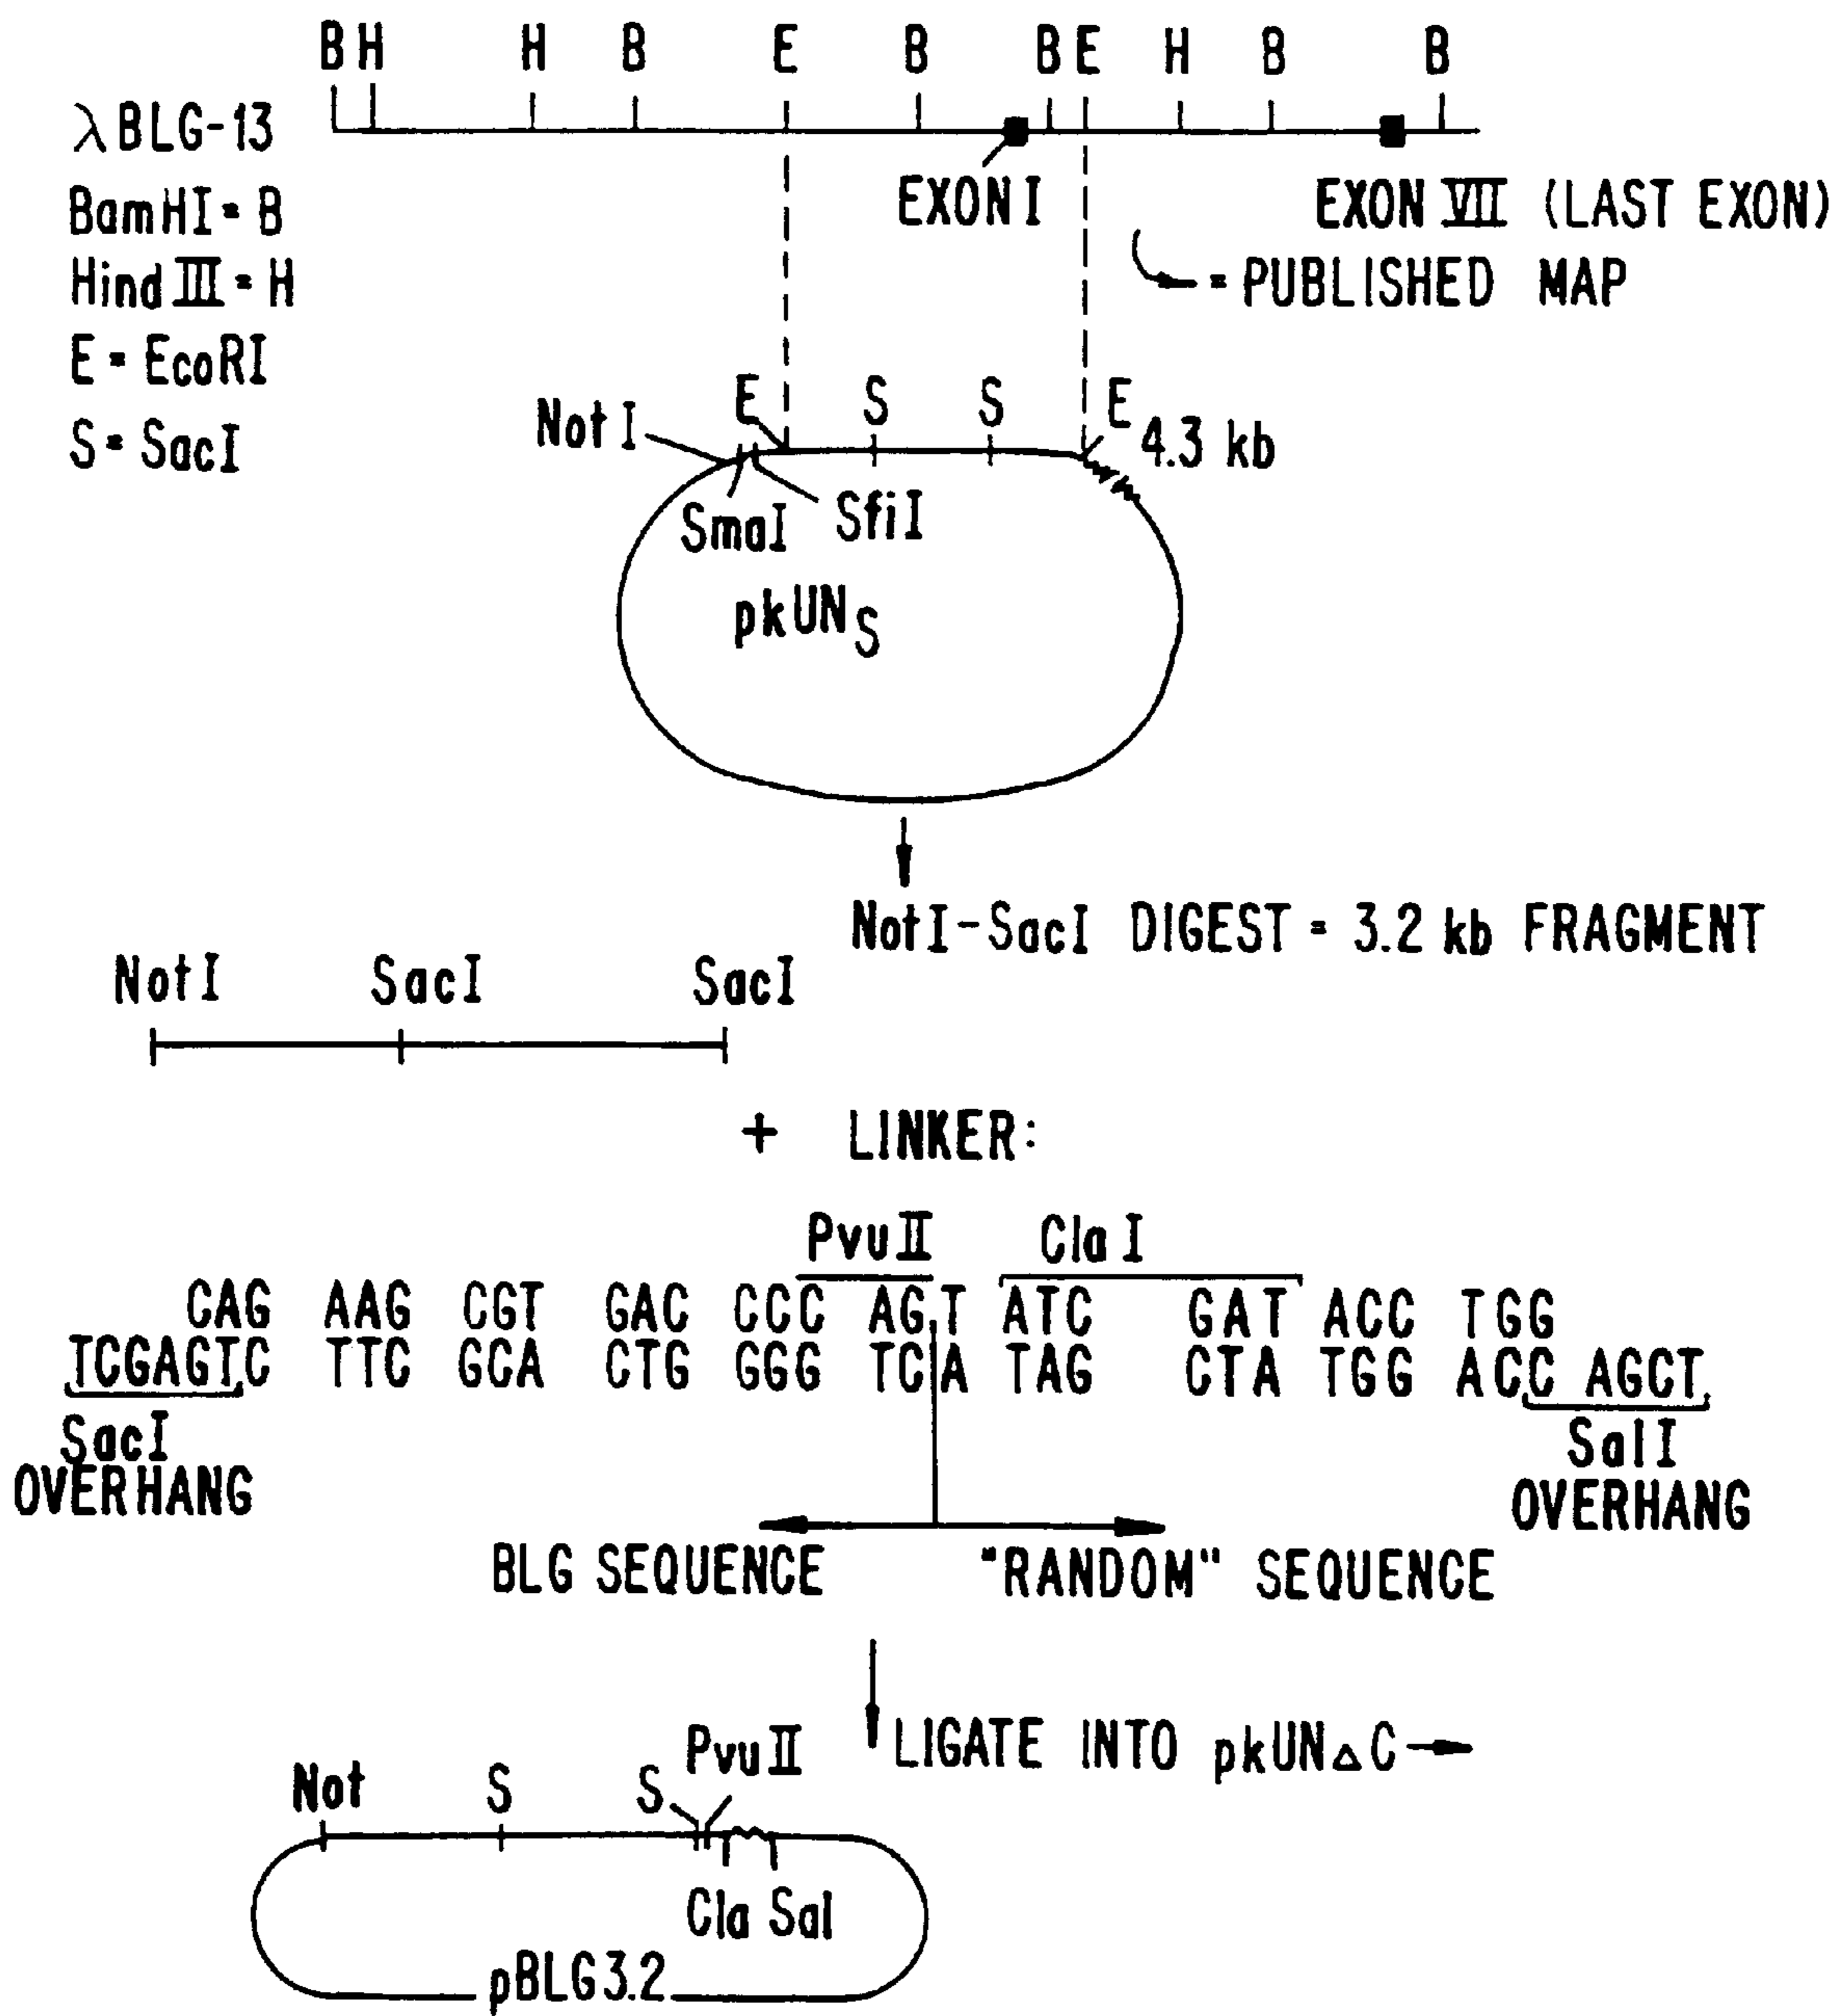 B H H B E B B E H B B
λBLG-13
EXON I
EXON VII (LAST EXON)
= PUBLISHED MAP
BamHI = B
Hind III = H
E = EcoRI
S = SacI
NotI E S S E 4.3 kb
SmaI SfiI
pkUNS
NotI-SacI DIGEST = 3.2 kb FRAGMENT
NotI SacI SacI
+ LINKER:
PvuII ClaI
CAG AAG CGT GAC CCC AGT ATC GAT ACC TGG
TCGAGTC TTC GCA CTG GGG TCA TAG CTA TGG ACC AGCT
SacI OVERHANG
SalI OVERHANG
BLG SEQUENCE "RANDOM" SEQUENCE
LIGATE INTO pkUN△C
Not S S PvuII
Cla Sal
pBLG3.2